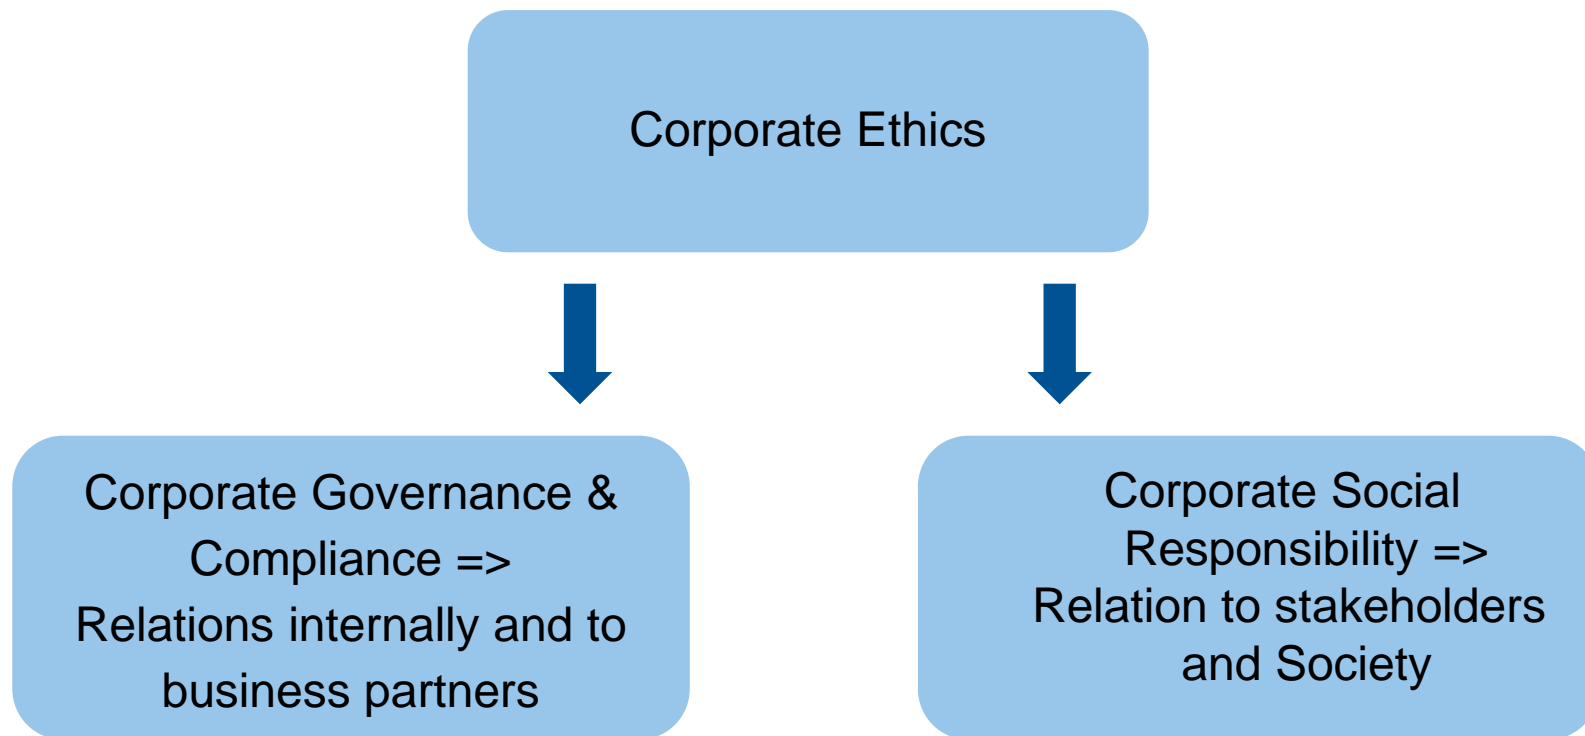 Corporate Ethics
Corporate Governance &
Compliance =>
Relations internally and to
business partners
Corporate Social
Responsibility =>
Relation to stakeholders
and Society